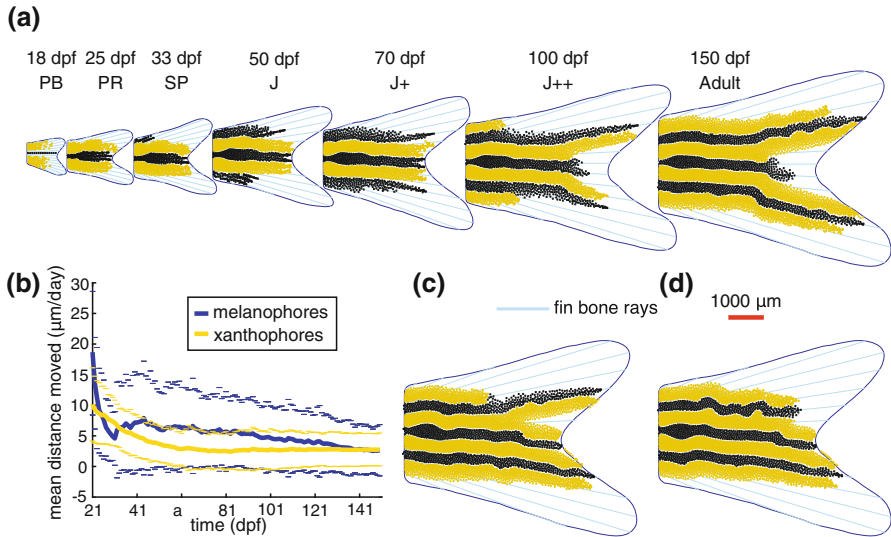 (a)
18 dpf 25 dpf 33 dpf 50 dpf 70 dpf 100 dpf 150 dpf
PB PR SP J J+ J++ Adult
(b)
mean distance moved (μm/day)
30
25
20
15
10
5
0
-5
melanophores
xanthophores
21 41 a 81 101 121 141
time (dpf)
(c)
fin bone rays
(d)
1000 μm